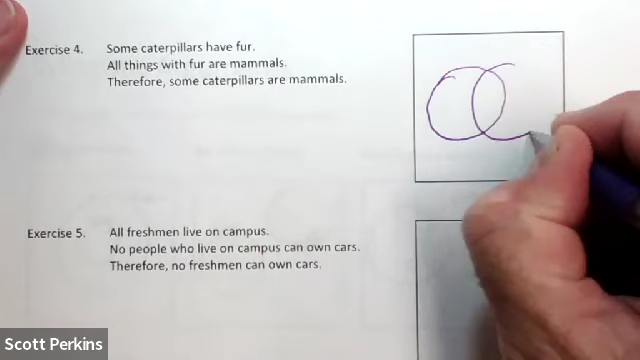 Exercise 4. Some caterpillars have fur.
All things with fur are mammals.
Therefore, some caterpillars are mammals.
Exercise 5. All freshmen live on campus.
No people who live on campus can own cars.
Therefore, no freshmen can own cars.
Scott Perkins